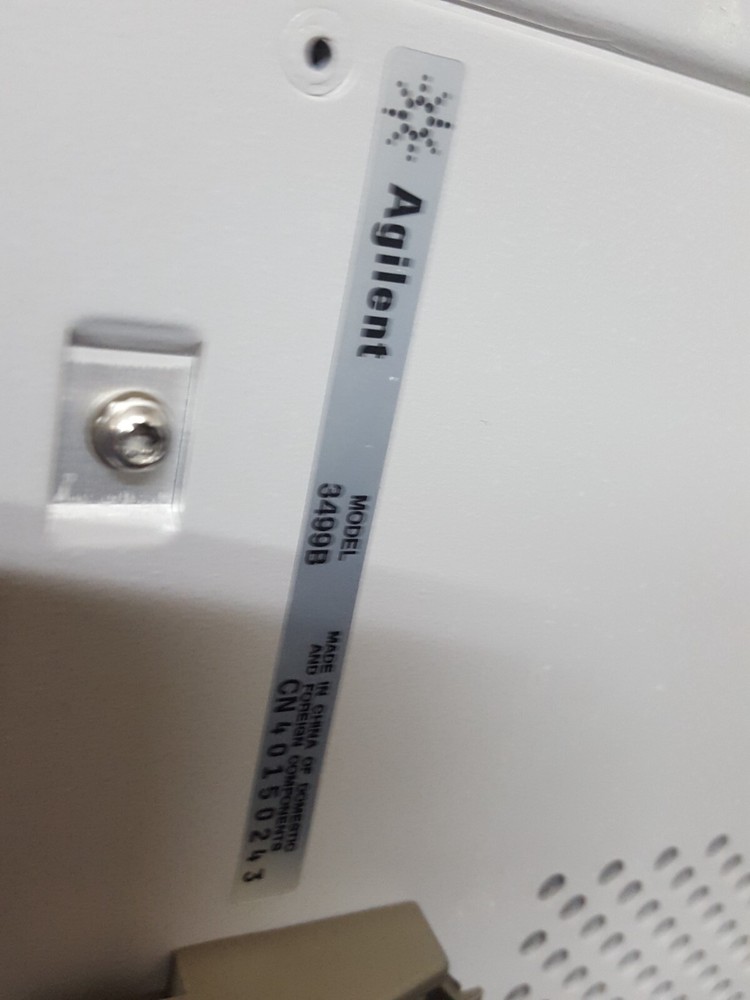 Agilent
MODEL
3499B
MADE IN CHINA OF DOMESTIC
AND FOREIGN COMPONENTS
CN40150243